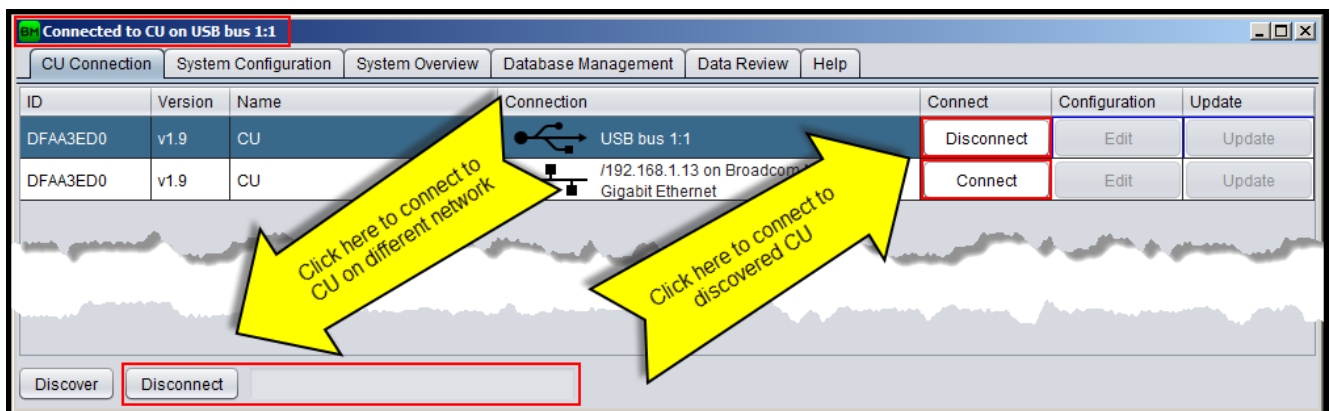 BM Connected to CU on USB bus 1:1
CU Connection System Configuration System Overview Database Management Data Review Help
ID Version Name Connection Connect Configuration Update
DFAA3ED0 v1.9 CU USB bus 1:1 Disconnect Edit Update
DFAA3ED0 v1.9 CU /192.168.1.13 on Broadcom
Gigabit Ethernet Connect Edit Update
Click here to connect to
CU on different network
Click here to connect to
discovered CU
Discover Disconnect